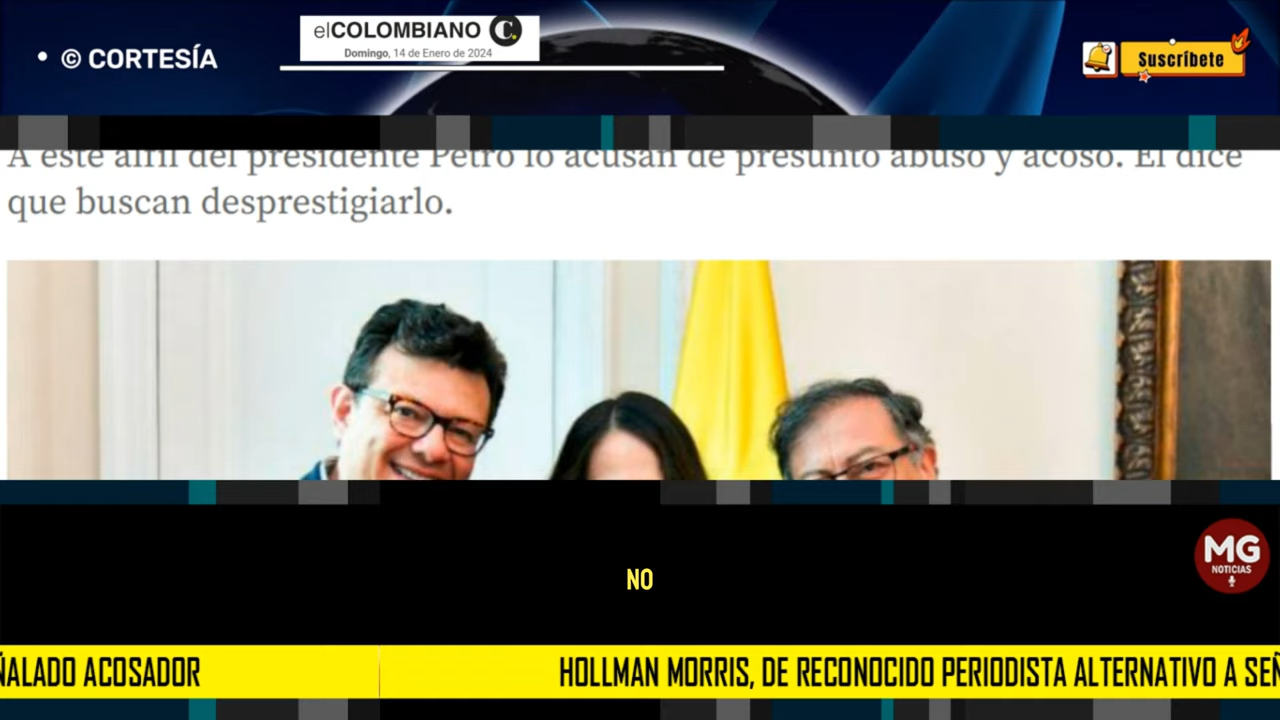 • © CORTESÍA
elCOLOMBIANO C.
Domingo, 14 de Enero de 2024
Suscríbete
A este afín del presidente Petro lo acusan de presunto abuso y acoso. Él dice
que buscan desprestigiarlo.
MG
NOTICIAS
NO
ÑALADO ACOSADOR
HOLLMAN MORRIS, DE RECONOCIDO PERIODISTA ALTERNATIVO A SEÑ